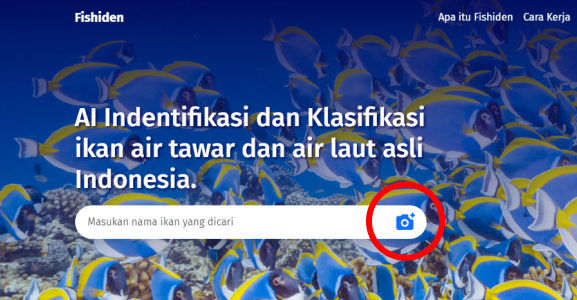 Fishiden
Apa itu Fishiden Cara Kerja
AI Indentifikasi dan Klasifikasi
ikan air tawar dan air laut asli
Indonesia.
Masukan nama ikan yang dicari